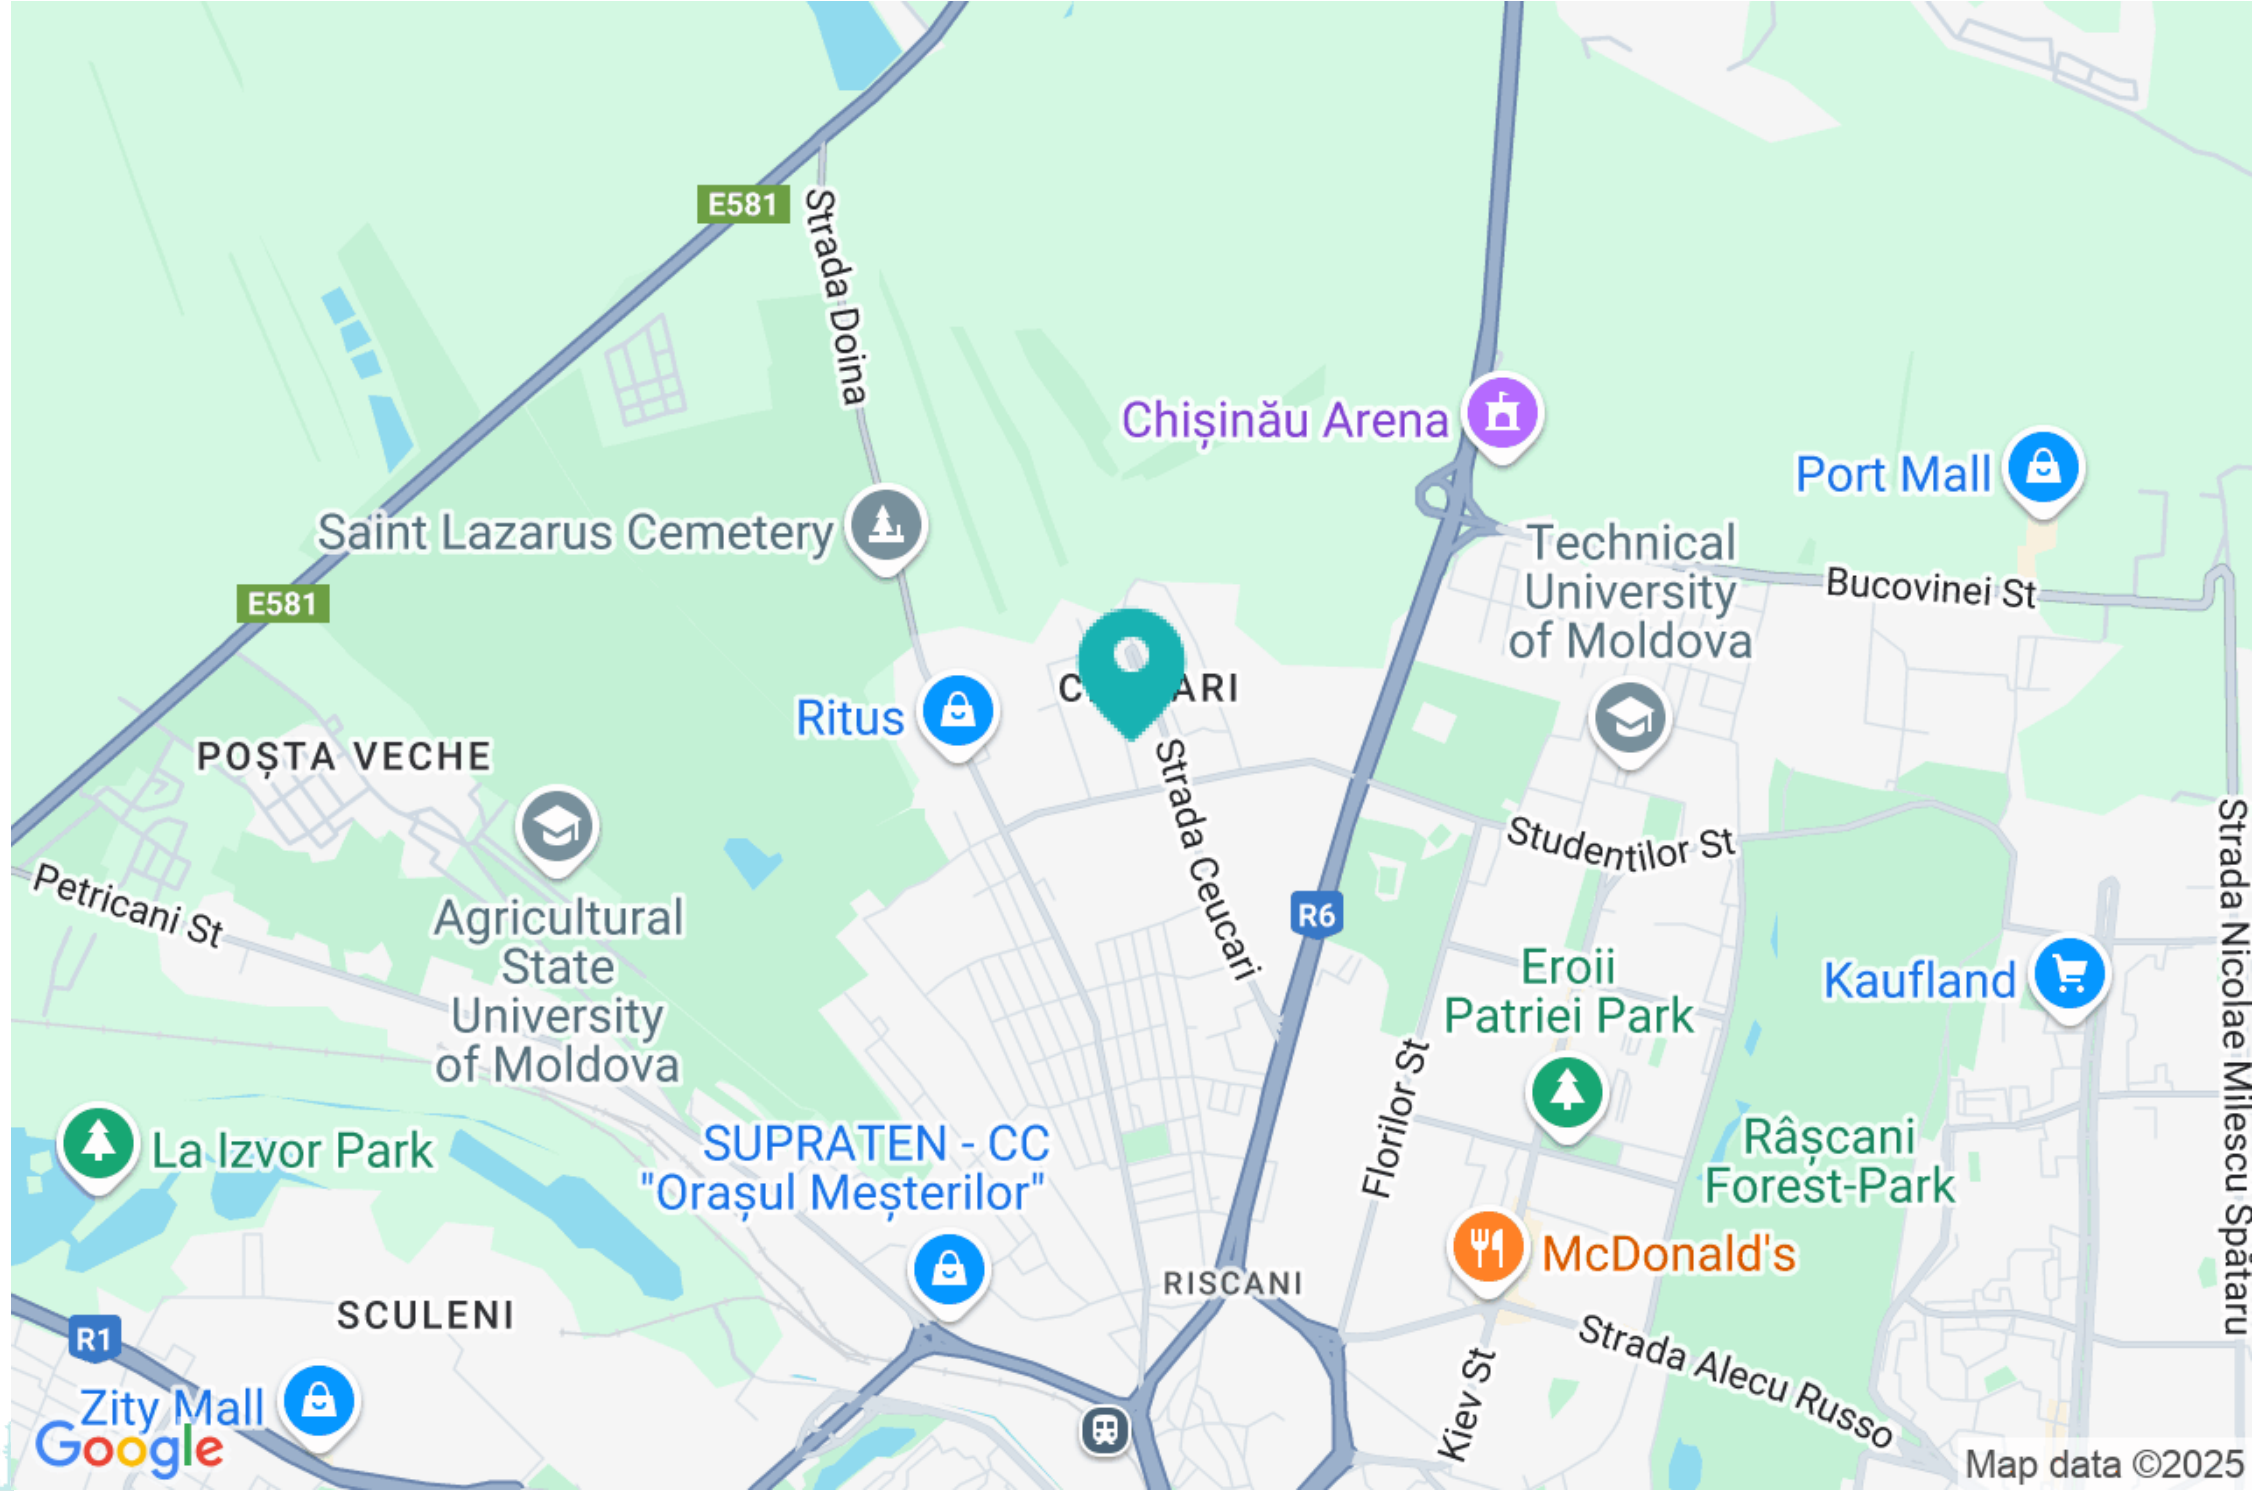 E581
Strada Doina
Chișinău Arena
Port Mall
Saint Lazarus Cemetery
Technical
University
of Moldova
Bucovinei St
E581
Ritus
POȘTA VECHE
Strada Ceucari
Studentilor St
Strada Nicolae Milescu Spătaru
Petricani St
Agricultural
State
University
of Moldova
R6
Eroii
Patriei Park
Kaufland
Florilor St
La Izvor Park
SUPRATEN - CC
"Orașul Meșterilor"
Râșcani
Forest-Park
McDonald's
RISCANI
SCULENI
R1
Strada Alecu Russo
Kiev St
Zity Mall
Google
Map data ©2025